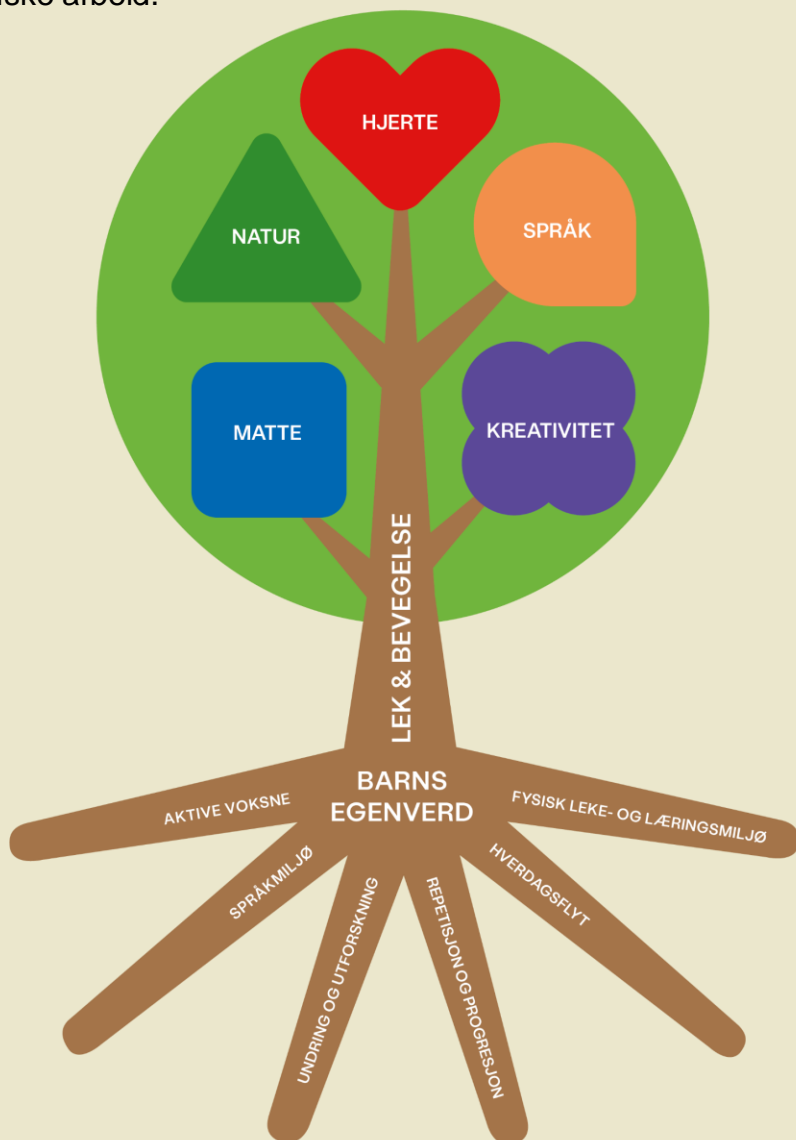 arbeid.
HJERTE
NATUR
SPRÅK
MATTE
KREATIVITET
LEK & BEVEGELSE
BARNS
EGENVERD
AKTIVE VOKSNE
SPRÅKMILJØ
UNDRING OG UTFORSKNING
REPETISJON OG PROGRESJON
HVERDAGSFLYT
FYSISK LEKE- OG LÆRINGSMILJØ